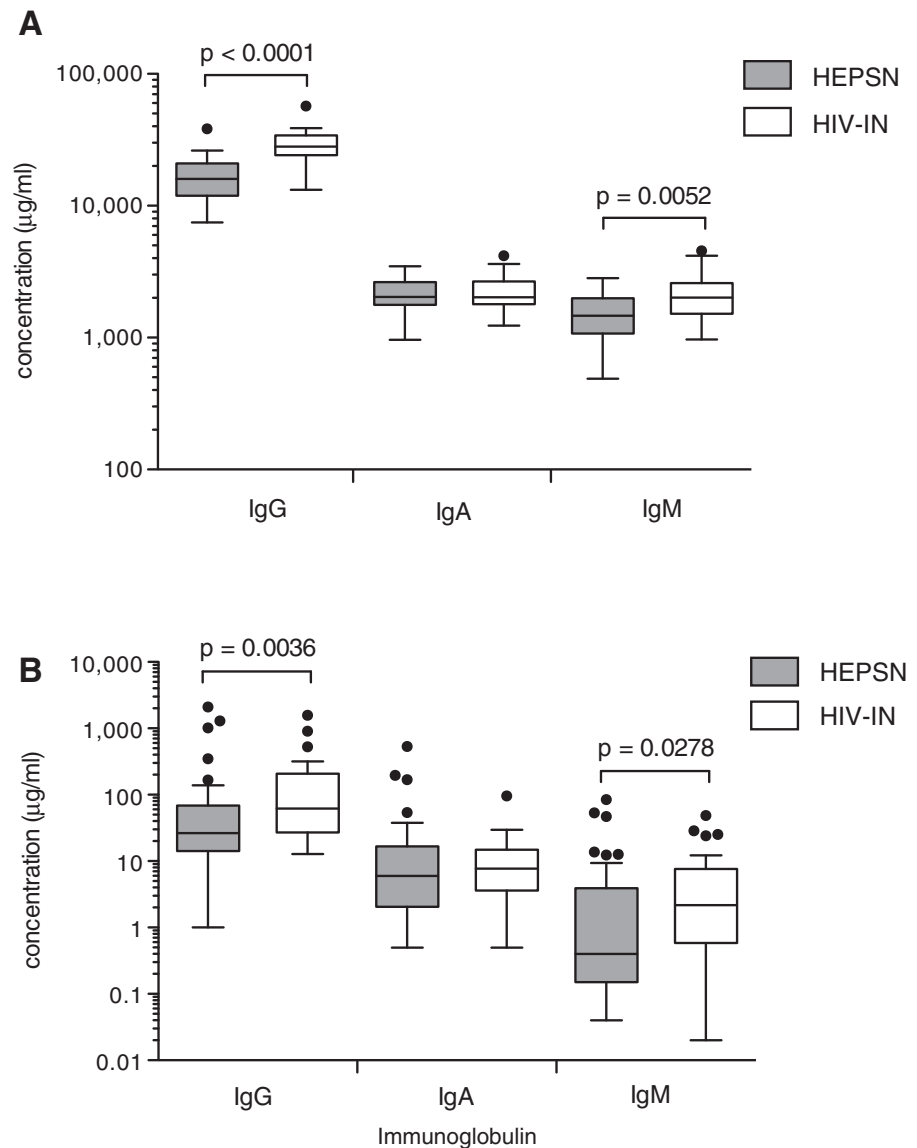 A
p < 0.0001
100,000
10,000
1,000
100
concentration (µg/ml)
HEPSN
HIV-IN
p = 0.0052
IgG
IgA
IgM
B
p = 0.0036
10,000
1,000
100
10
1
0.1
0.01
concentration (µg/ml)
HEPSN
HIV-IN
p = 0.0278
IgG
IgA
IgM
Immunoglobulin